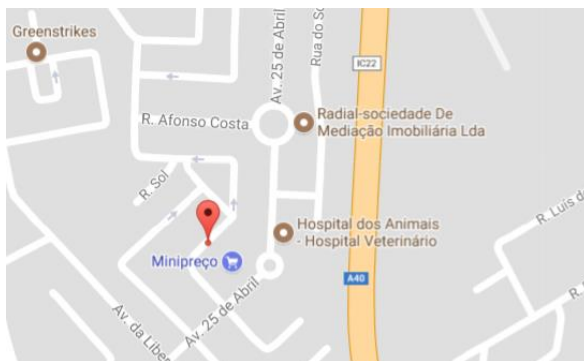 Greenstrikes
Av. 25 de Abril
Rua do So
IC22
R. Afonso Costa
Radial-sociedade De
Mediação Imobiliária Lda
R. Sol
Hospital dos Animais
- Hospital Veterinário
R. Luís d
Minipreço
A40
Av. 25 de Abril
Av. da Liber
R.